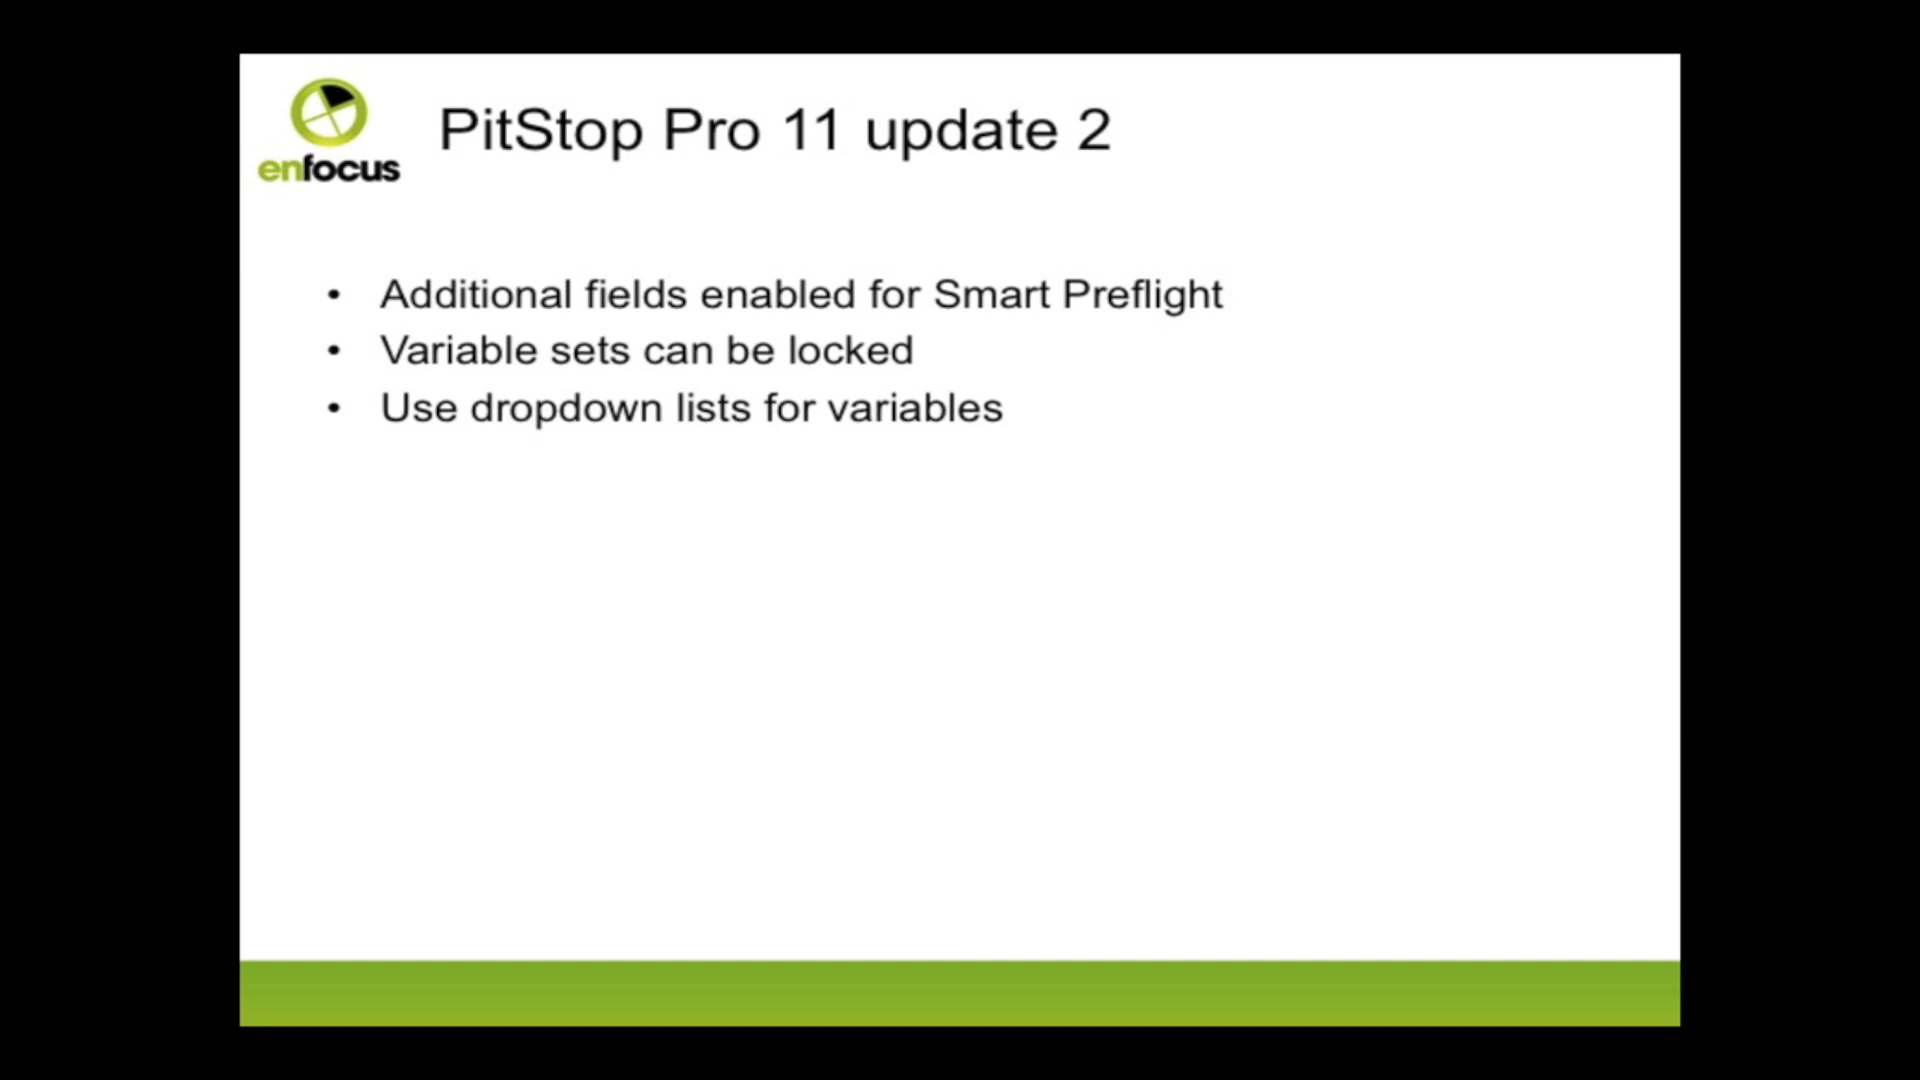 enfocus
PitStop Pro 11 update 2
• Additional fields enabled for Smart Preflight
• Variable sets can be locked
• Use dropdown lists for variables